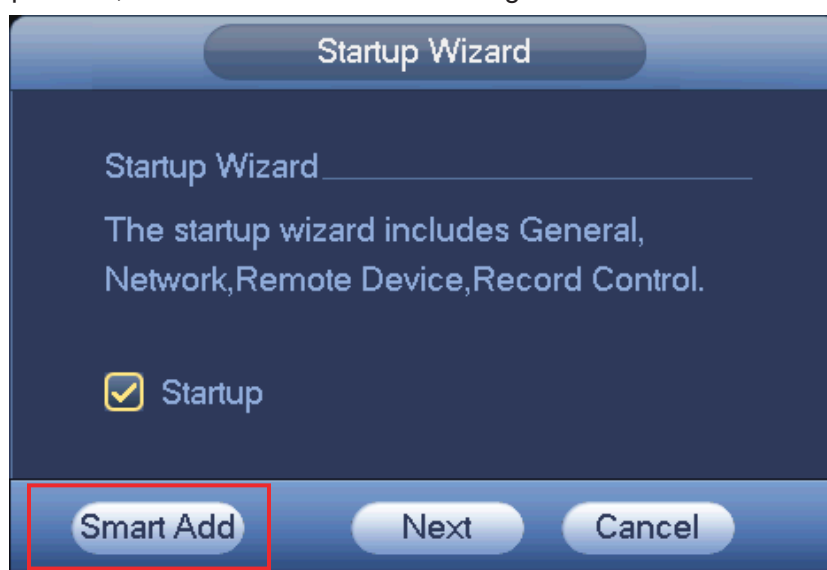 Startup Wizard
Startup Wizard
The startup wizard includes General,
Network,Remote Device,Record Control.
Startup
Smart Add Next Cancel